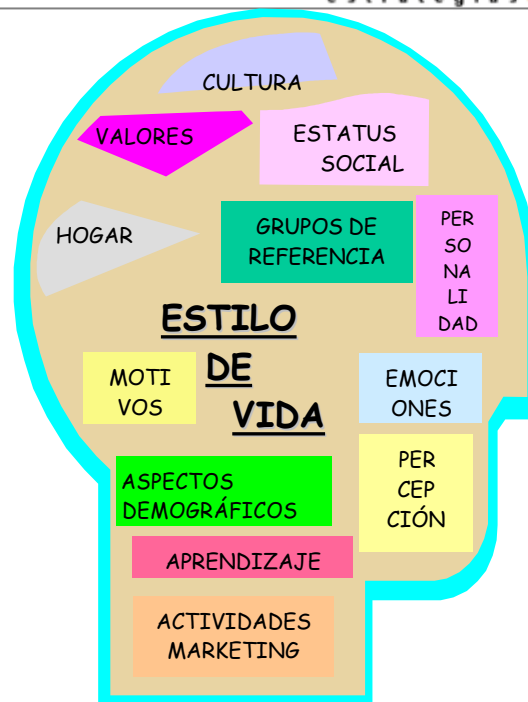 CULTURA
VALORES
ESTATUS
SOCIAL
HOGAR
GRUPOS DE
REFERENCIA
PER
SO
NA
LI
DAD
ESTILO
DE
VIDA
MOTI
VOS
EMOCI
ONES
PER
CEP
CIÓN
ASPECTOS
DEMOGRÁFICOS
APRENDIZAJE
ACTIVIDADES
MARKETING